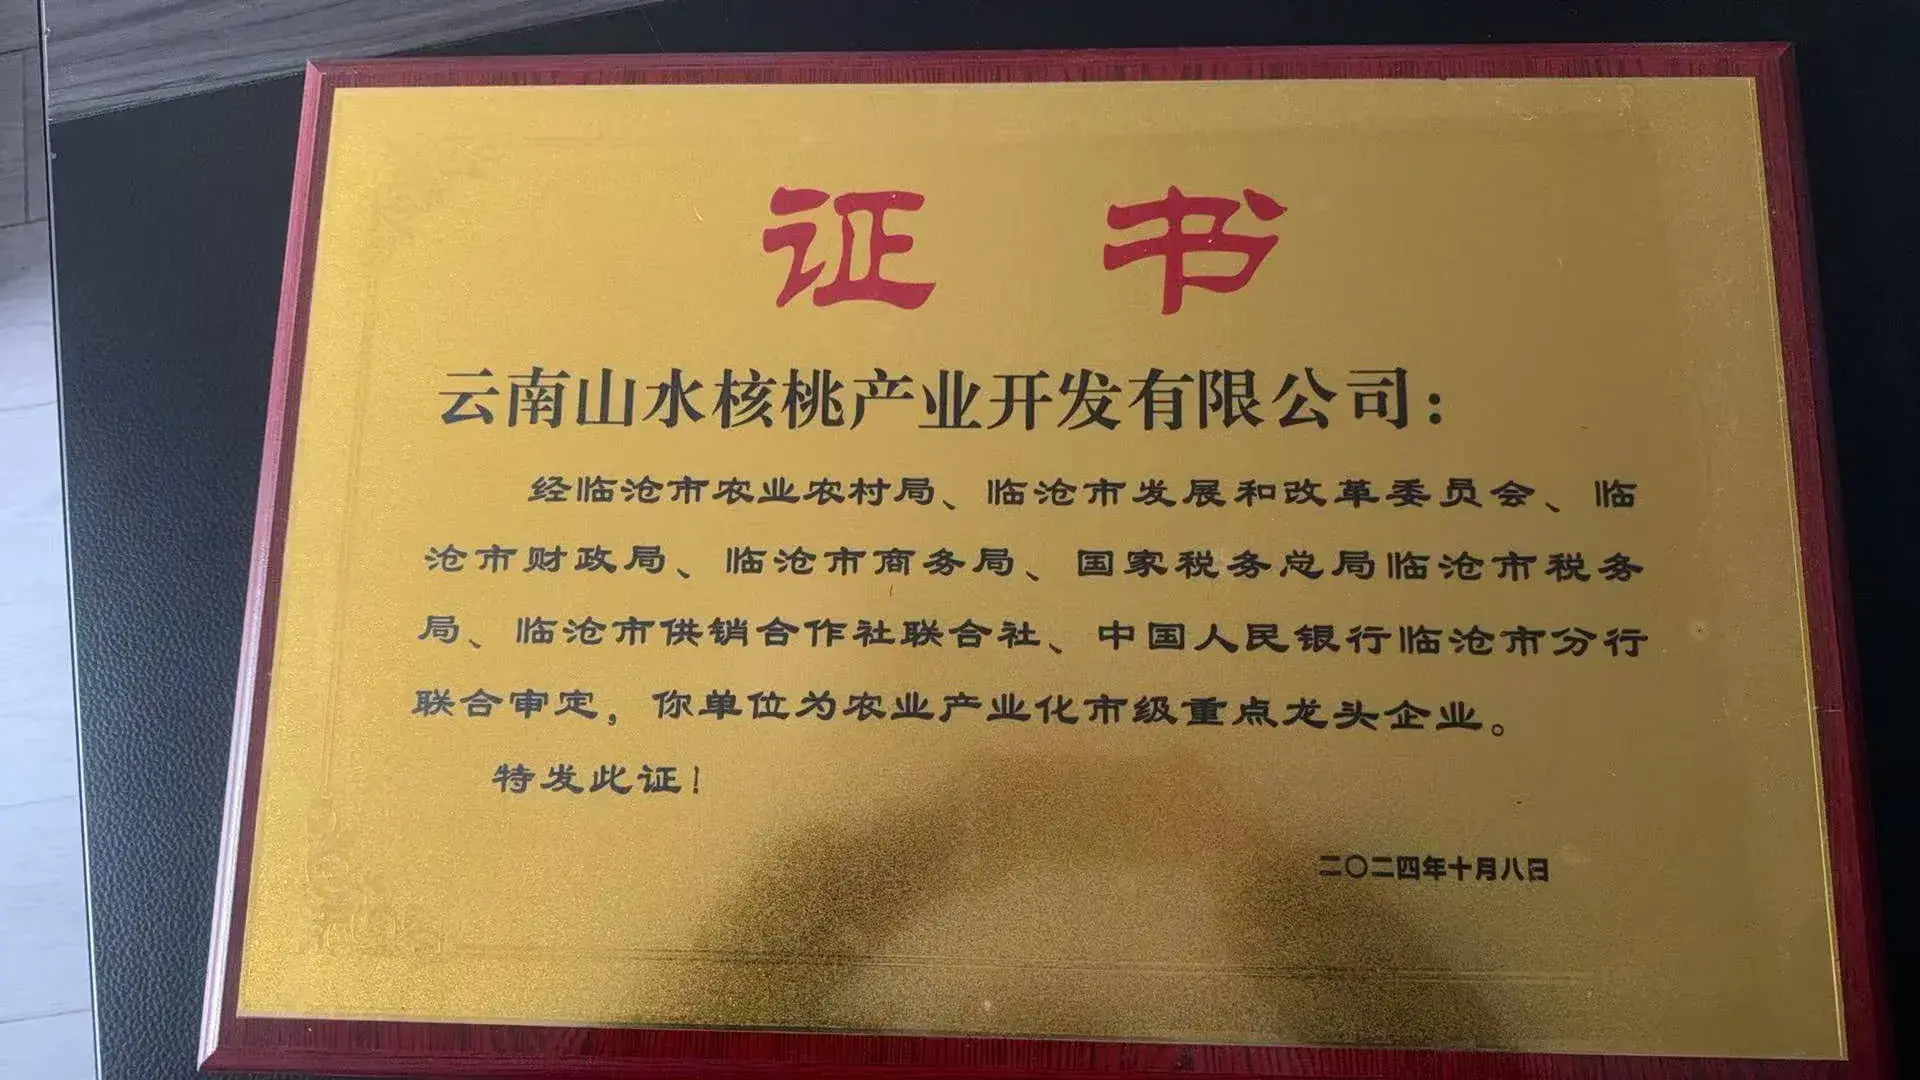 证书
云南山水核桃产业开发有限公司：
经临沧市农业农村局、临沧市发展和改革委员会、临
沧市财政局、临沧市商务局、国家税务总局临沧市税务
局、临沧市供销合作社联合社、中国人民银行临沧市分行
联合审定，你单位为农业产业化市级重点龙头企业。
特发此证！
二〇二四年十月八日